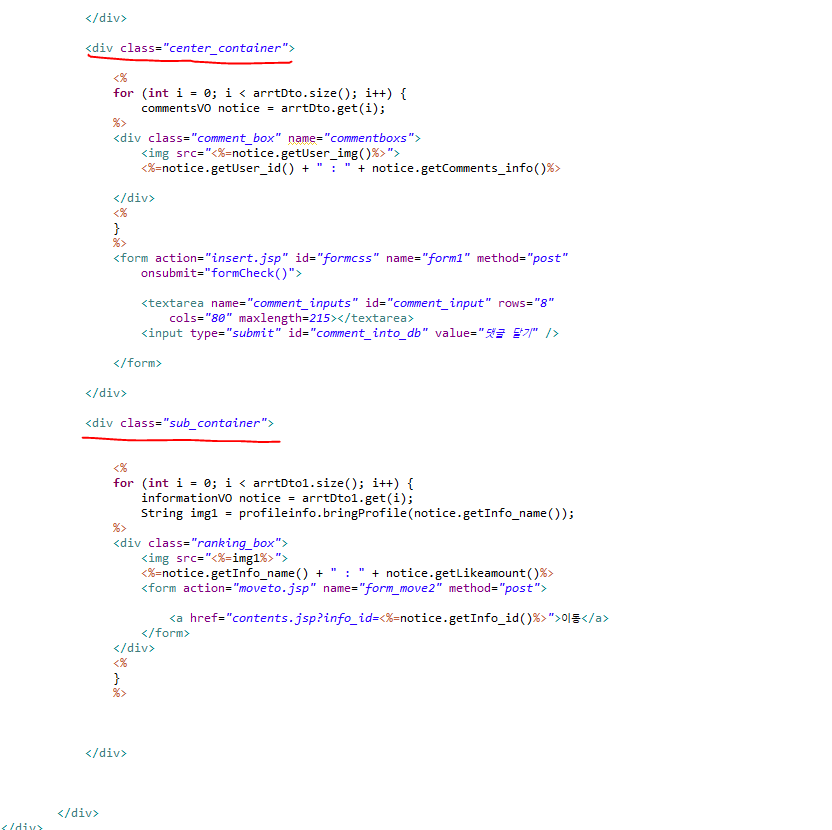 </div>
<div class="center_container">
<%
for (int i = 0; i < arrtDto.size(); i++) {
commentsVO notice = arrtDto.get(i);
%>
<div class="comment_box" name="commentboxs">
<img src="<%=notice.getUser_img()%>">
<%=notice.getUser_id() + " : " + notice.getComments_info()%>
</div>
<%
}
%>
<form action="insert.jsp" id="formcss" name="form1" method="post"
onsubmit="formCheck()">
<textarea name="comment_inputs" id="comment_input" rows="8"
cols="80" maxlength=215></textarea>
<input type="submit" id="comment_into_db" value="댓글 달기" />
</form>
</div>
<div class="sub_container">
<%
for (int i = 0; i < arrtDto1.size(); i++) {
informationVO notice = arrtDto1.get(i);
String img1 = profileinfo.bringProfile(notice.getInfo_name());
%>
<div class="ranking_box">
<img src="<%=img1%>">
<%=notice.getInfo_name() + " : " + notice.getLikeamount()%>
<form action="moveto.jsp" name="form_move2" method="post">
<a href="contents.jsp?info_id=<%=notice.getInfo_id()%>">이동</a>
</form>
</div>
<%
}
%>
</div>
</div>
</div>